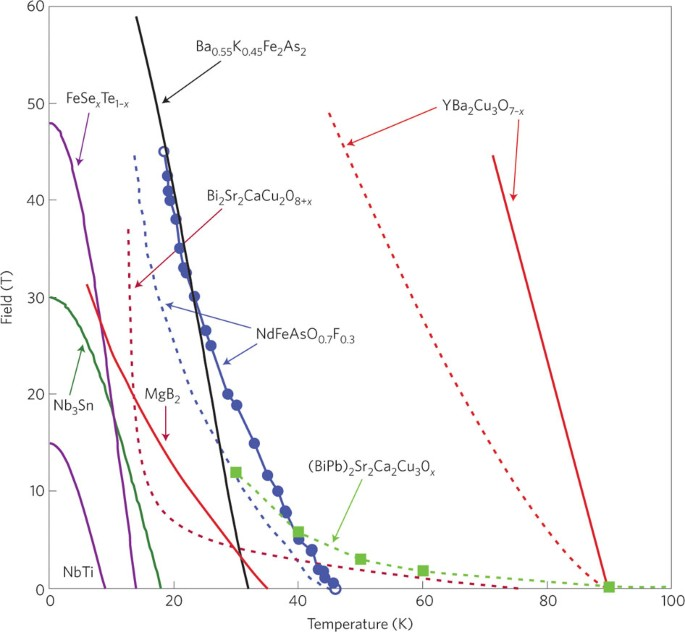 60
50
40
30
20
10
0
Field (T)
Ba0.55K0.45Fe2As2
FeSexTe1–x
YBa2Cu3O7–x
Bi2Sr2CaCu2O8+x
NdFeAsO0.7F0.3
Nb3Sn
MgB2
(BiPb)2Sr2Ca2Cu3Ox
NbTi
0 20 40 60 80 100
Temperature (K)